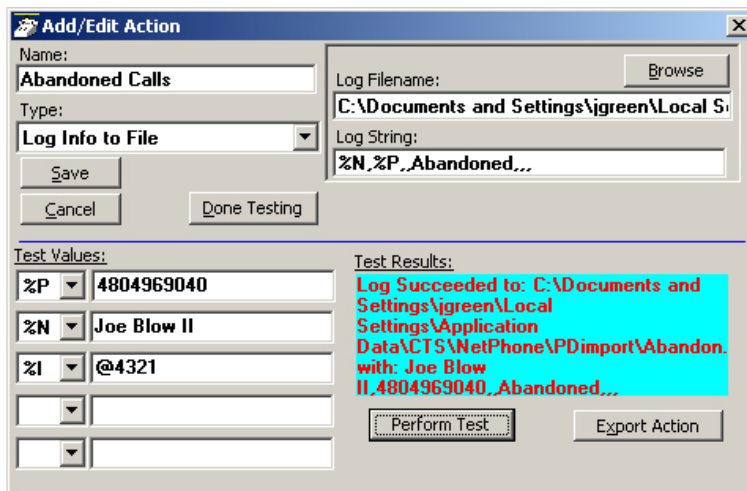 Add/Edit Action
Name:
Abandoned Calls
Type:
Log Info to File
Save
Cancel
Done Testing
Browse
Log Filename:
C:\Documents and Settings\jgreen\Local S
Log String:
%N,%P,,Abandoned,,,
Test Values:
%P 4804969040
%N Joe Blow II
%I @4321
Test Results:
Log Succeeded to: C:\Documents and
Settings\jgreen\Local
Settings\Application
Data\CTS\NetPhone\PDimport\Abandon.
with: Joe Blow
II,4804969040,,Abandoned,,,
Perform Test
Export Action